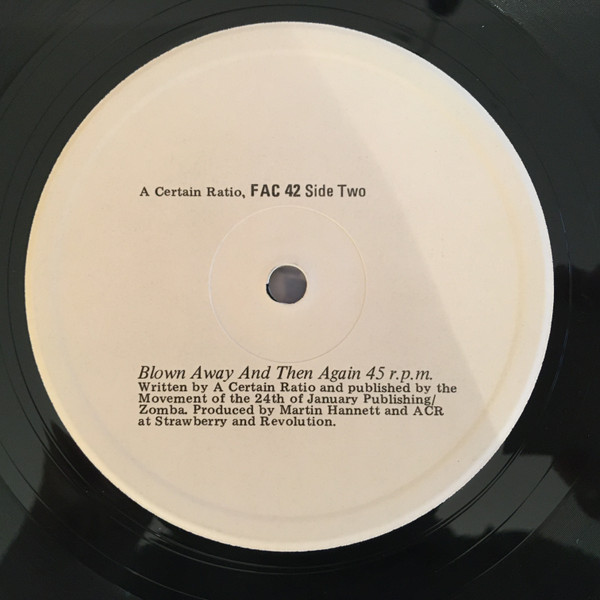 A Certain Ratio, FAC 42 Side Two
Blown Away And Then Again 45 r.p.m.
Written by A Certain Ratio and published by the
Movement of the 24th of January Publishing/
Zomba. Produced by Martin Hannett and ACR
at Strawberry and Revolution.